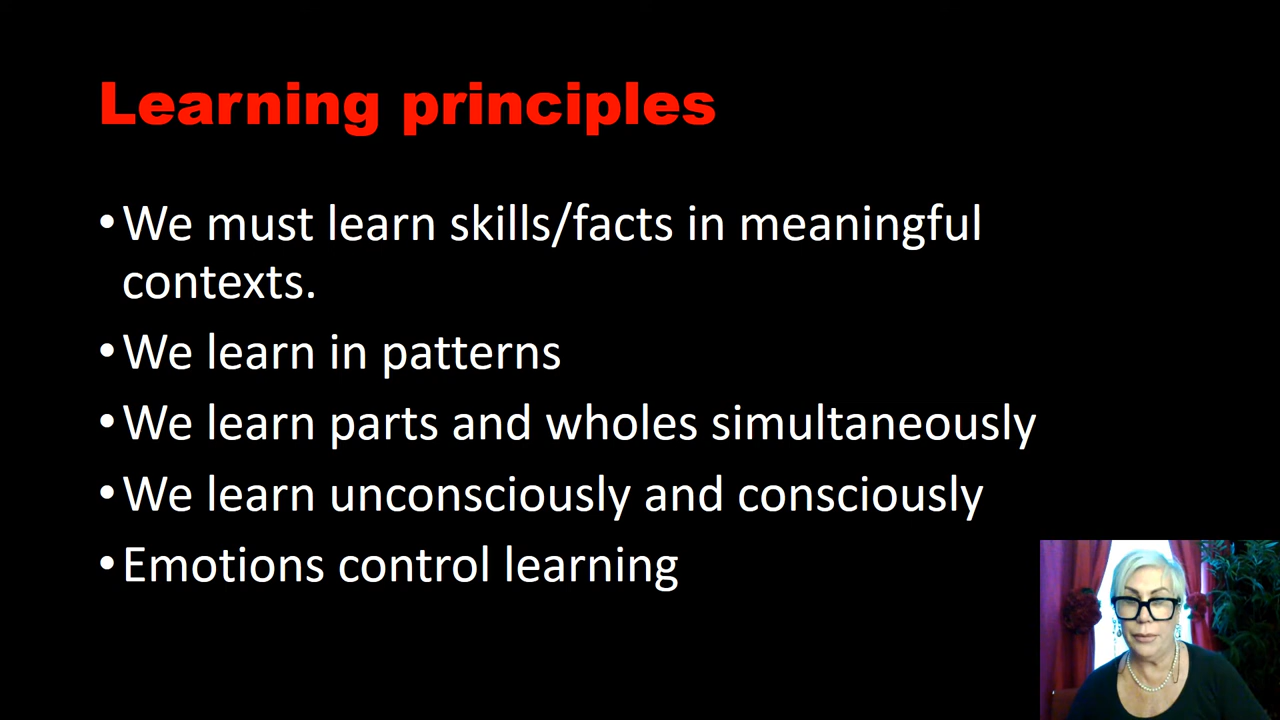 Learning principles
•We must learn skills/facts in meaningful
contexts.
•We learn in patterns
•We learn parts and wholes simultaneously
•We learn unconsciously and consciously
•Emotions control learning